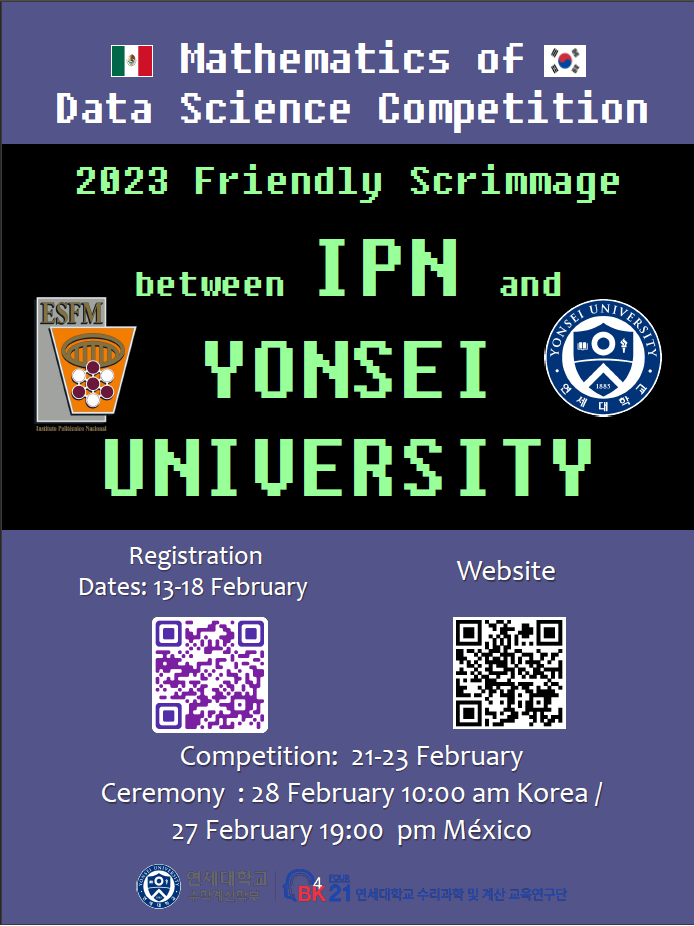 Mathematics of
Data Science Competition
2023 Friendly Scrimmage
between IPN and
ESFM
Instituto Politécnico Nacional
YONSEI UNIVERSITY
1885
연세대학교
YONSEI
UNIVERSITY
Registration
Dates: 13-18 February
Website
Competition: 21-23 February
Ceremony : 28 February 10:00 am Korea /
27 February 19:00 pm México
연세대학교
4
BK21
연세대학교 수리과학 및 계산 교육연구단